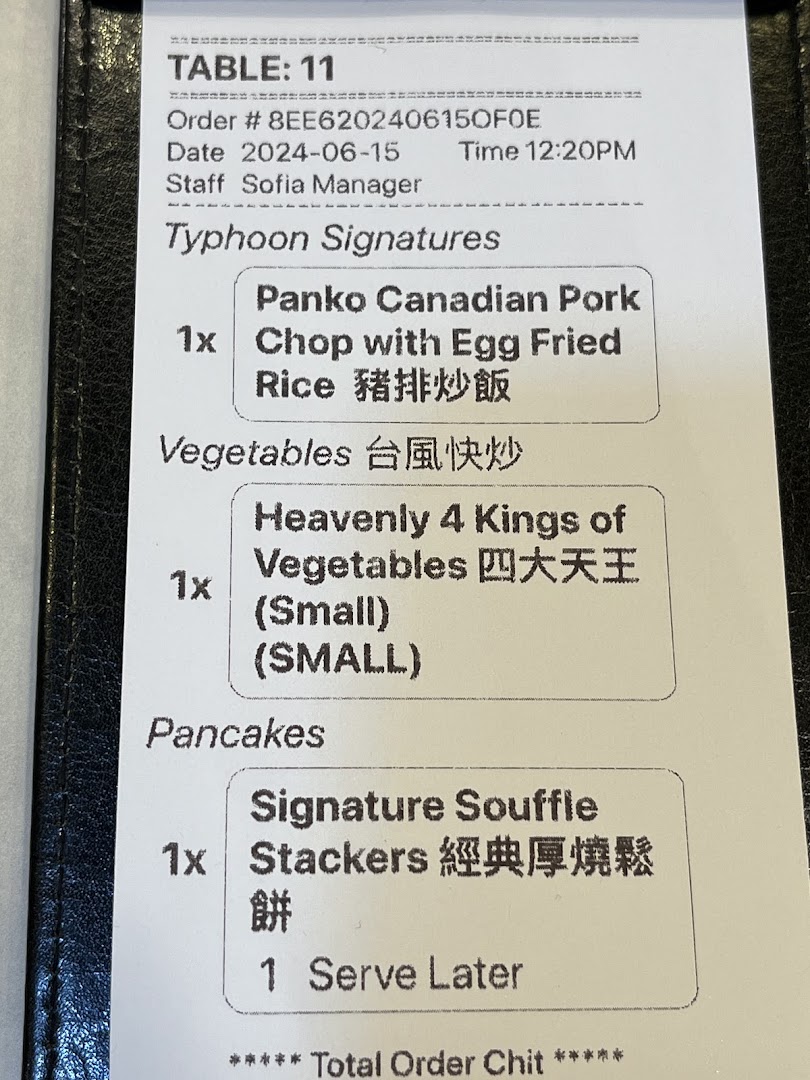 TABLE: 11
Order # 8EE620240615OF0E
Date 2024-06-15 Time 12:20PM
Staff Sofia Manager
Typhoon Signatures
1x
Panko Canadian Pork
Chop with Egg Fried
Rice 豬排炒飯
Vegetables 台風快炒
1x
Heavenly 4 Kings of
Vegetables 四大天王
(Small)
(SMALL)
Pancakes
1x
Signature Souffle
Stackers 經典厚燒鬆
餅
1 Serve Later
***** Total Order Chit *****